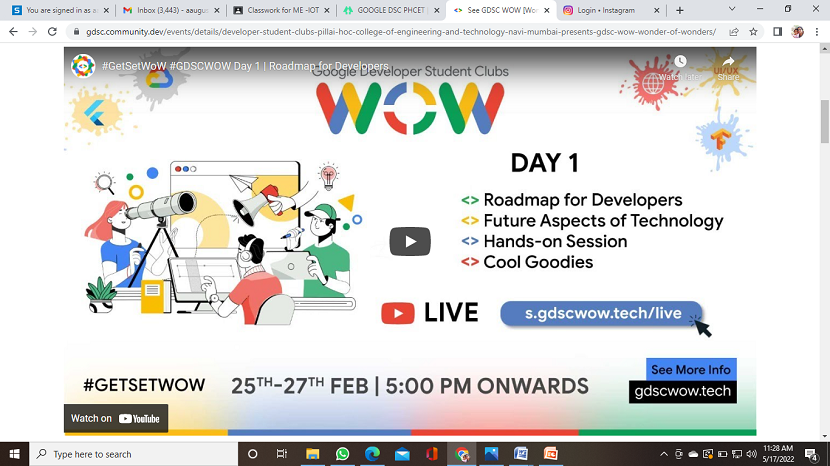 You are signed in as a
Inbox (3,443) - aaugus
Classwork for ME -IOT
GOOGLE DSC PHCET |
See GDSC WOW [Won
Login • Instagram
gdsc.community.dev/events/details/developer-student-clubs-pillai-hoc-college-of-engineering-and-technology-navi-mumbai-presents-gdsc-wow-wonder-of-wonders/
#GetSetWoW #GDSCWOW Day 1 | Roadmap for Developers
Watch later
Share
UI/UX
Google Developer Student Clubs
WOW
DAY 1
<> Roadmap for Developers
<> Future Aspects of Technology
<> Hands-on Session
<> Cool Goodies
LIVE
s.gdscwow.tech/live
#GETSETWOW
25TH-27TH FEB | 5:00 PM ONWARDS
See More Info
gdscwow.tech
Watch on YouTube
Type here to search
11:28 AM
5/17/2022
4